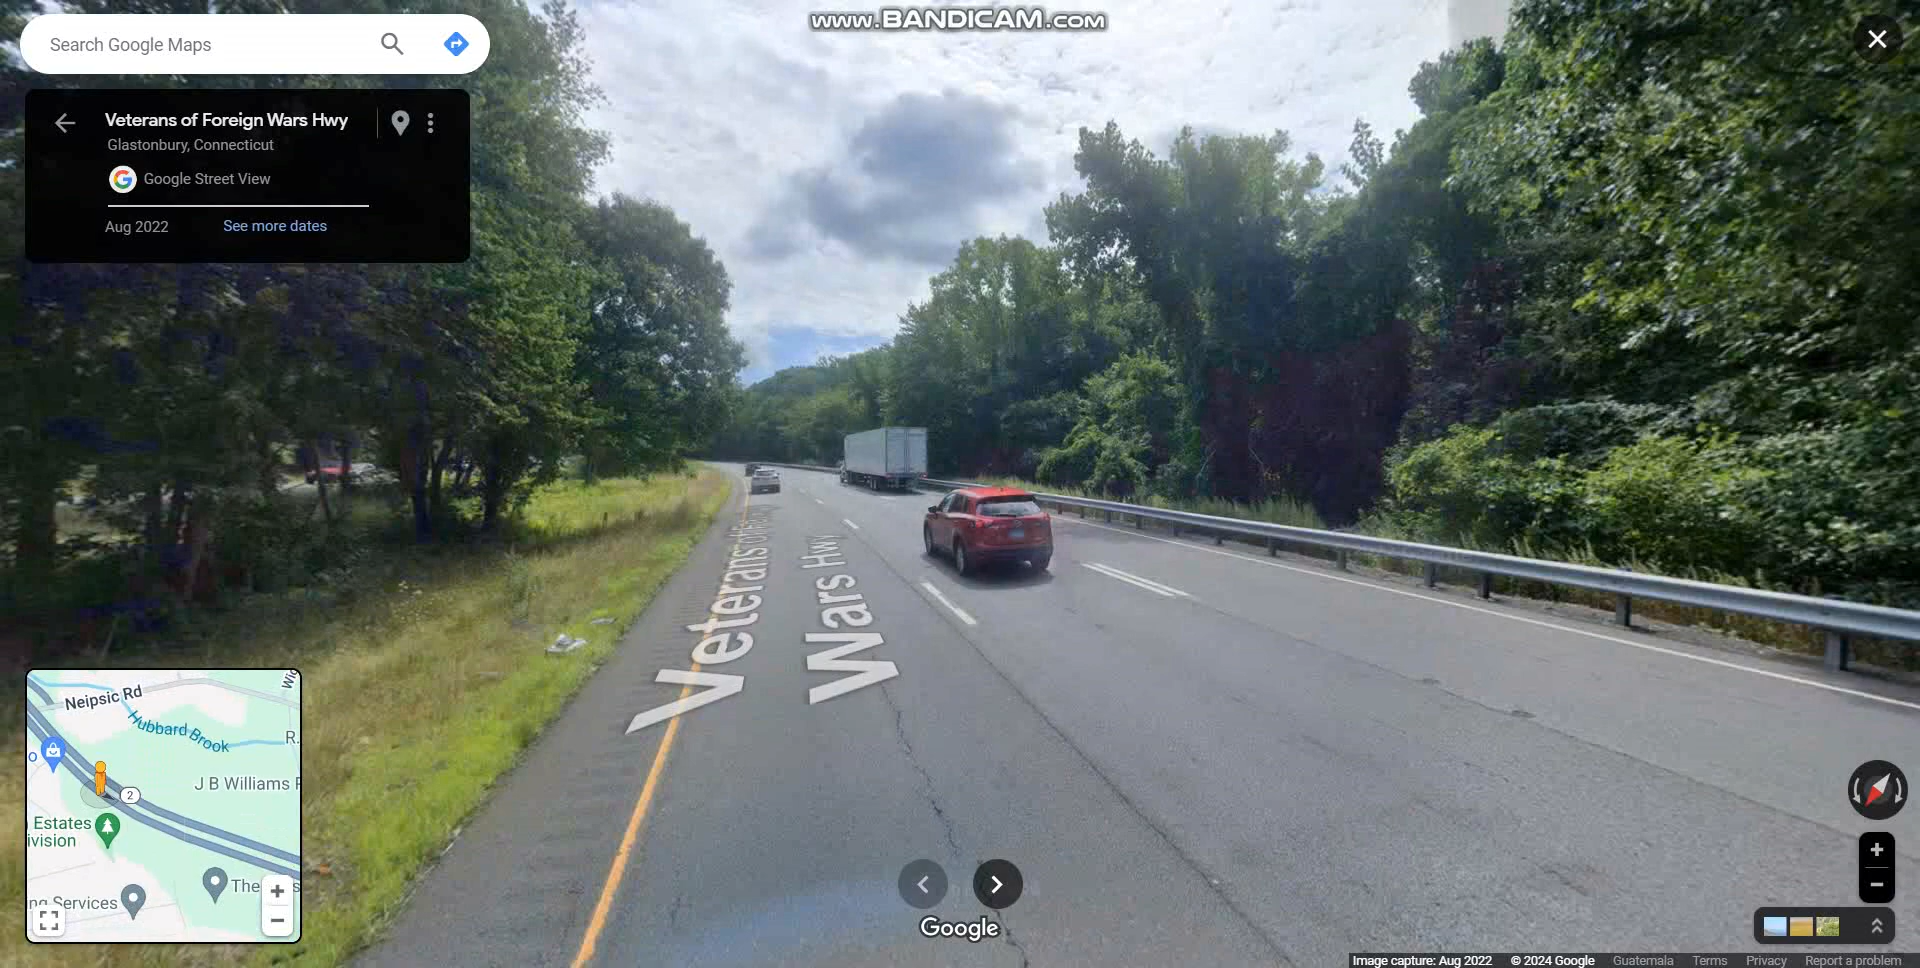 www.BANDICAM.com
Search Google Maps
Veterans of Foreign Wars Hwy
Glastonbury, Connecticut
Google Street View
Aug 2022
See more dates
Veterans of
Wars Hwy
Neipsic Rd
Hubbard Brook
R.
J B Williams P
2
Estates
ivision
The
ng Services
Google
Image capture: Aug 2022 © 2024 Google Guatemala Terms Privacy Report a problem